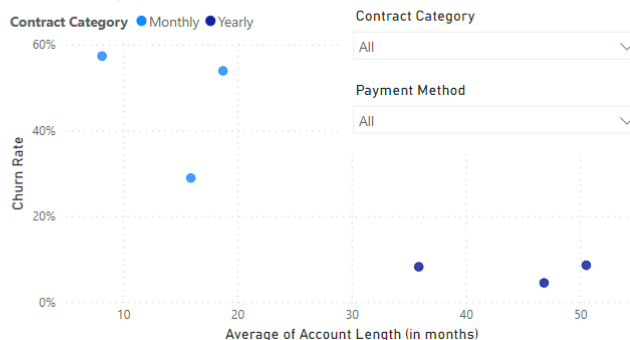 Contract Category Monthly Yearly
Contract Category
All
Payment Method
All
60%
40%
20%
0%
Churn Rate
10 20 30 40 50
Average of Account Length (in months)